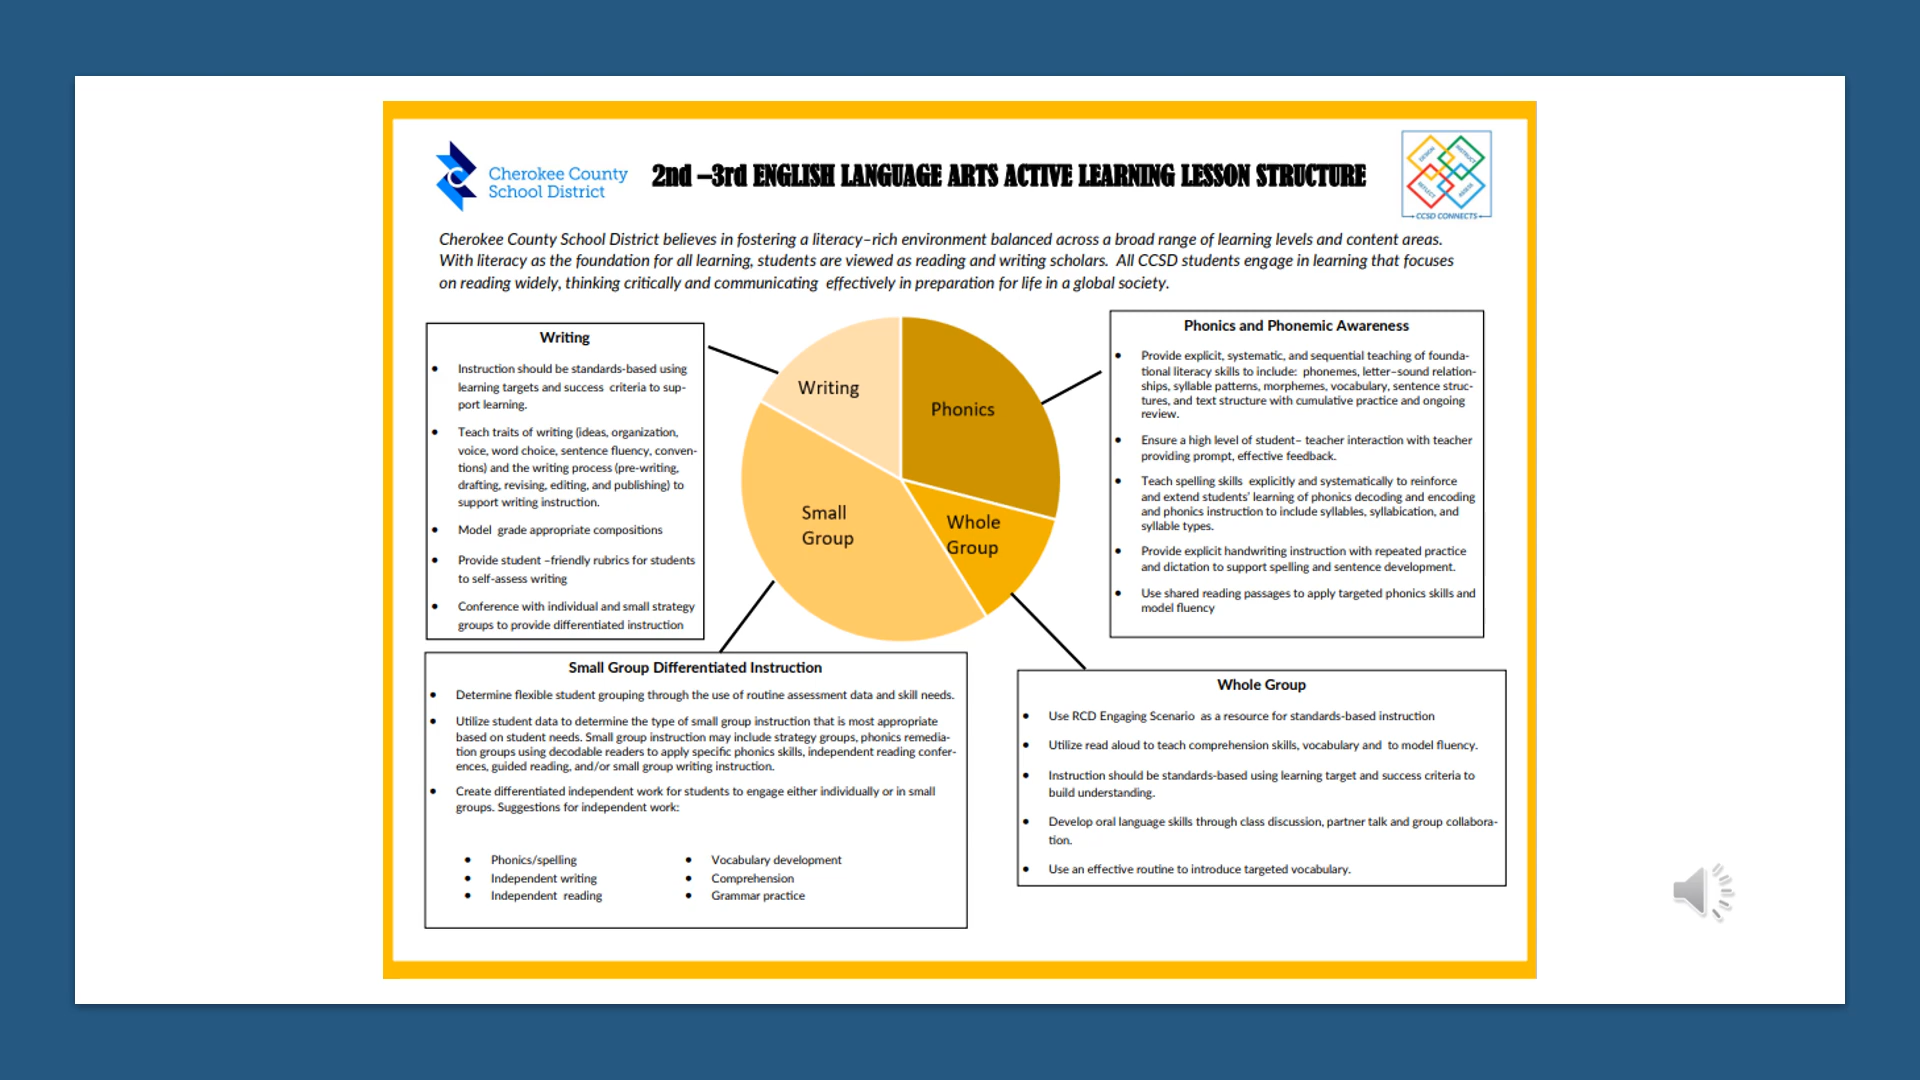 Cherokee County
School District
2nd –3rd ENGLISH LANGUAGE ARTS ACTIVE LEARNING LESSON STRUCTURE
DESIGN
INSTRUCT
REFLECT
ASSESS
CCSD CONNECTS
Cherokee County School District believes in fostering a literacy–rich environment balanced across a broad range of learning levels and content areas.
With literacy as the foundation for all learning, students are viewed as reading and writing scholars. All CCSD students engage in learning that focuses
on reading widely, thinking critically and communicating effectively in preparation for life in a global society.
Writing
• Instruction should be standards-based using
learning targets and success criteria to sup-
port learning.
• Teach traits of writing (ideas, organization,
voice, word choice, sentence fluency, conven-
tions) and the writing process (pre-writing,
drafting, revising, editing, and publishing) to
support writing instruction.
• Model grade appropriate compositions
• Provide student –friendly rubrics for students
to self-assess writing
• Conference with individual and small strategy
groups to provide differentiated instruction
Writing
Phonics
Small
Group
Whole
Group
Phonics and Phonemic Awareness
• Provide explicit, systematic, and sequential teaching of founda-
tional literacy skills to include: phonemes, letter–sound relation-
ships, syllable patterns, morphemes, vocabulary, sentence struc-
tures, and text structure with cumulative practice and ongoing
review.
• Ensure a high level of student– teacher interaction with teacher
providing prompt, effective feedback.
• Teach spelling skills explicitly and systematically to reinforce
and extend students' learning of phonics decoding and encoding
and phonics instruction to include syllables, syllabication, and
syllable types.
• Provide explicit handwriting instruction with repeated practice
and dictation to support spelling and sentence development.
• Use shared reading passages to apply targeted phonics skills and
model fluency
Small Group Differentiated Instruction
• Determine flexible student grouping through the use of routine assessment data and skill needs.
• Utilize student data to determine the type of small group instruction that is most appropriate
based on student needs. Small group instruction may include strategy groups, phonics remedia-
tion groups using decodable readers to apply specific phonics skills, independent reading confer-
ences, guided reading, and/or small group writing instruction.
• Create differentiated independent work for students to engage either individually or in small
groups. Suggestions for independent work:
• Phonics/spelling
• Independent writing
• Independent reading
• Vocabulary development
• Comprehension
• Grammar practice
Whole Group
• Use RCD Engaging Scenario as a resource for standards-based instruction
• Utilize read aloud to teach comprehension skills, vocabulary and to model fluency.
• Instruction should be standards-based using learning target and success criteria to
build understanding.
• Develop oral language skills through class discussion, partner talk and group collabora-
tion.
• Use an effective routine to introduce targeted vocabulary.